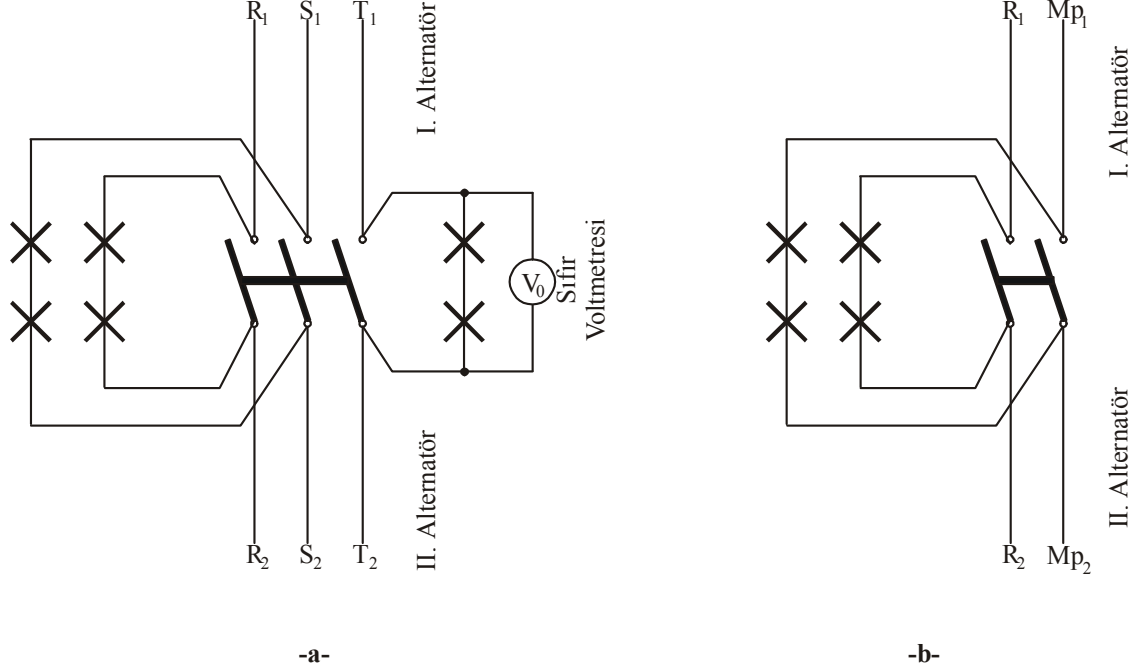 R₁ S₁ T₁
I. Alternatör
V₀
Sıfır
Voltmetresi
II. Alternatör
R₂ S₂ T₂
-a-
R₁ Mp₁
I. Alternatör
II. Alternatör
R₂ Mp₂
-b-